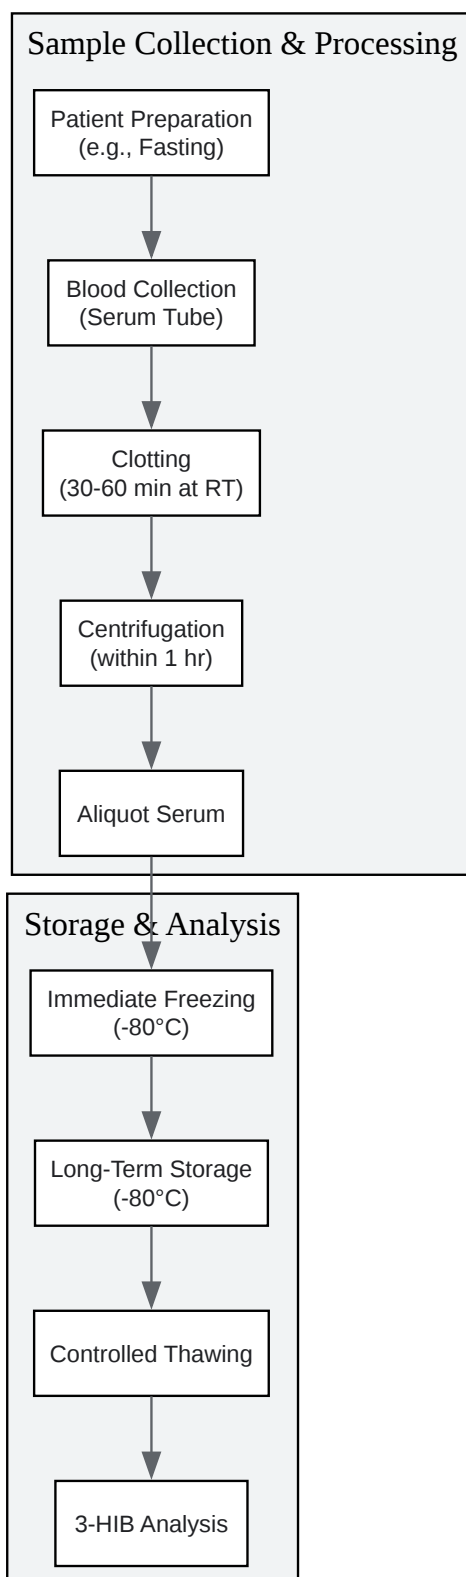 Sample Collection & Processing
Patient Preparation
(e.g., Fasting)
Blood Collection
(Serum Tube)
Clotting
(30-60 min at RT)
Centrifugation
(within 1 hr)
Aliquot Serum
Storage & Analysis
Immediate Freezing
(-80°C)
Long-Term Storage
(-80°C)
Controlled Thawing
3-HIB Analysis